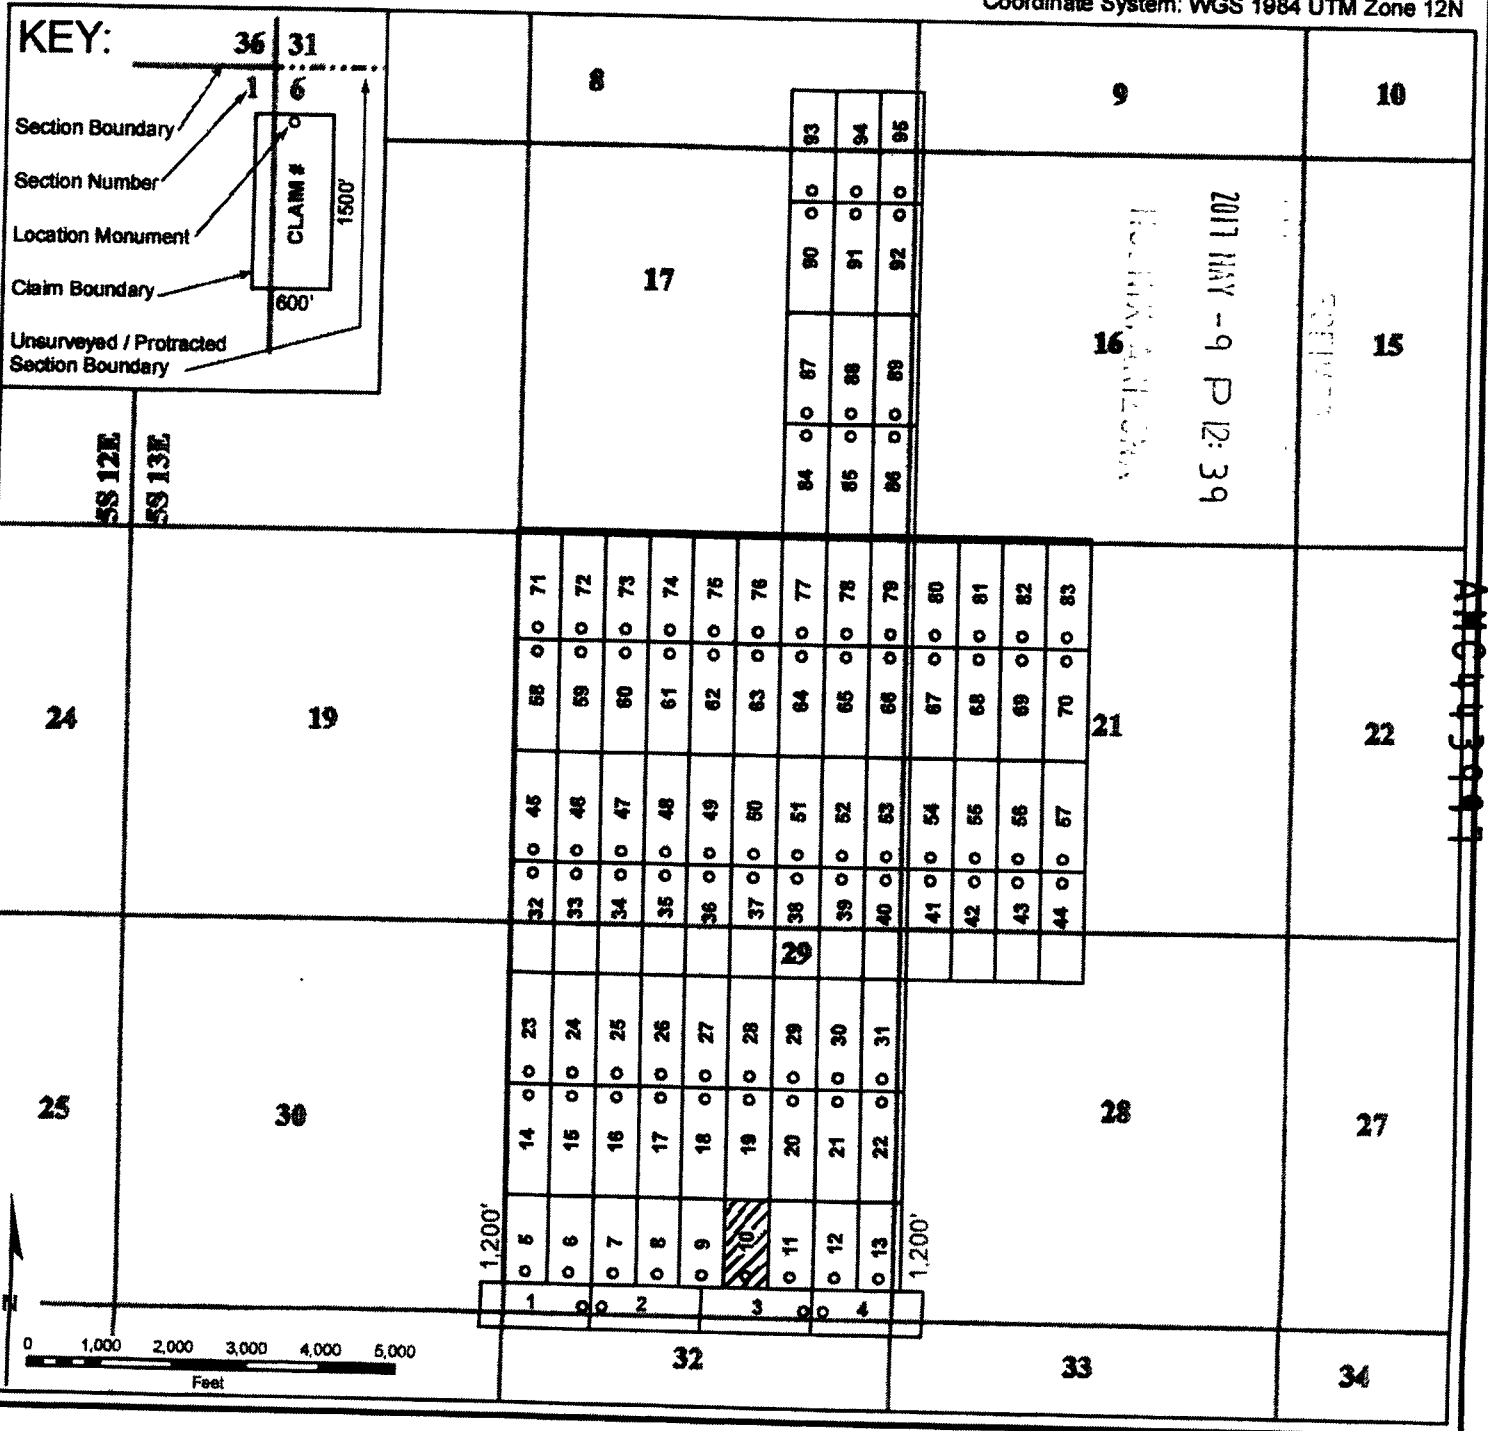 Coordinate System: WGS 1984 UTM Zone 12N
KEY:
36 31
1 6
Section Boundary
Section Number
Location Monument
Claim Boundary
Unsurveyed / Protracted
Section Boundary
CLAIM #
1500'
600'
8 9 10
93 94 95
17 16 15
90 91 92
87 88 89
84 85 86
2017 MAY -9 P 12: 39
5S 12E
5S 13E
71 72 73 74 75 76 77 78 79 80 81 82 83
24 19 21 22
58 59 60 61 62 63 64 65 66 67 68 69 70
45 46 47 48 49 50 51 52 53 54 55 56 57
32 33 34 35 36 37 38 39 40 41 42 43 44
29
23 24 25 26 27 28 29 30 31
25 30 28 27
14 15 16 17 18 19 20 21 22
1,200' 5 6 7 8 9 10 11 12 13 1,200'
1 2 3 4
N
0 1,000 2,000 3,000 4,000 5,000
Feet
32 33 34